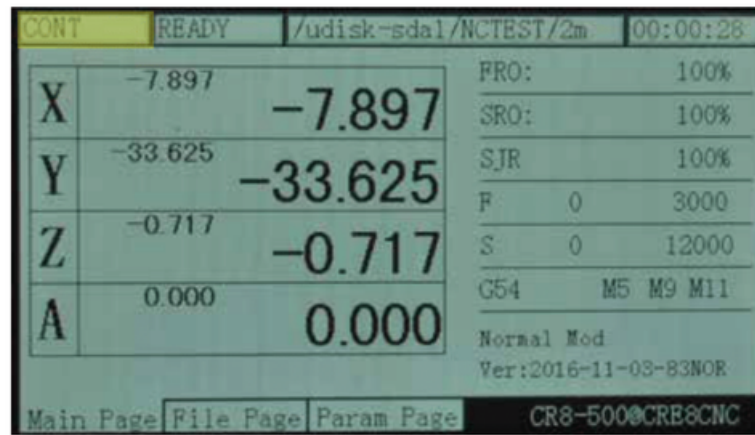 CONT READY /udisk-sda1/NCTEST/2m 00:00:28
X -7.897 -7.897
Y -33.625 -33.625
Z -0.717 -0.717
A 0.000 0.000
FRO: 100%
SRO: 100%
SJR 100%
F 0 3000
S 0 12000
G54 M5 M9 M11
Normal Mod
Ver:2016-11-03-83NOR
Main Page File Page Param Page CR8-500@CRE8CNC